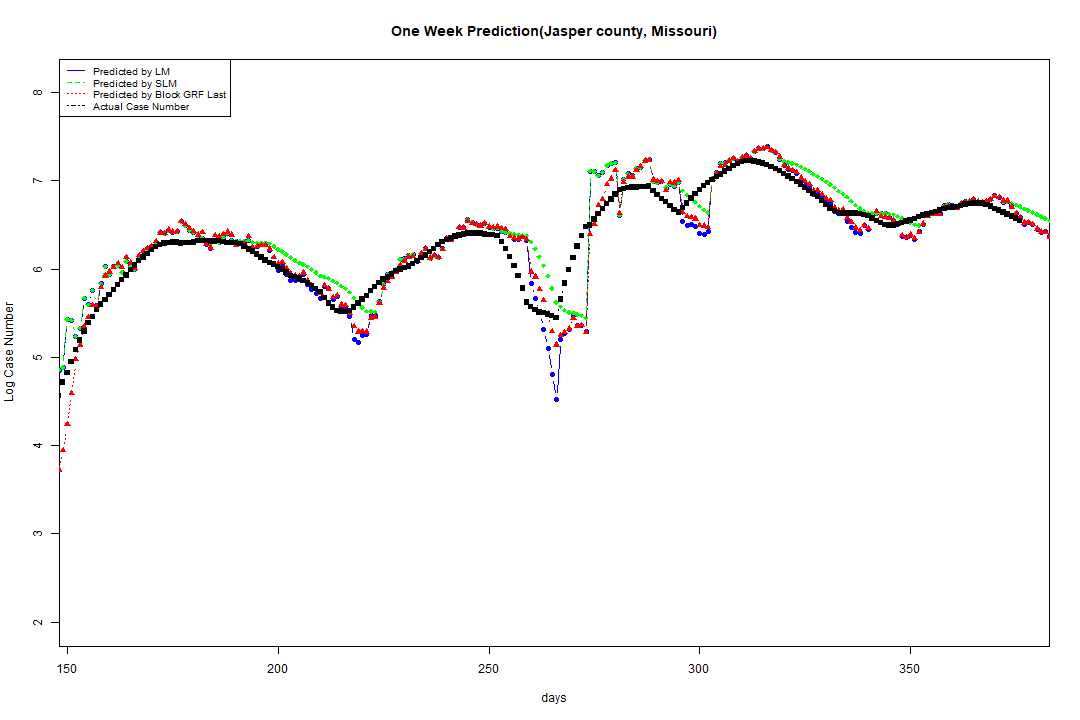 One Week Prediction(Jasper county, Missouri)
Predicted by LM
Predicted by SLM
Predicted by Block GRF Last
Actual Case Number
8
7
6
5
4
3
2
Log Case Number
150 200 250 300 350
days